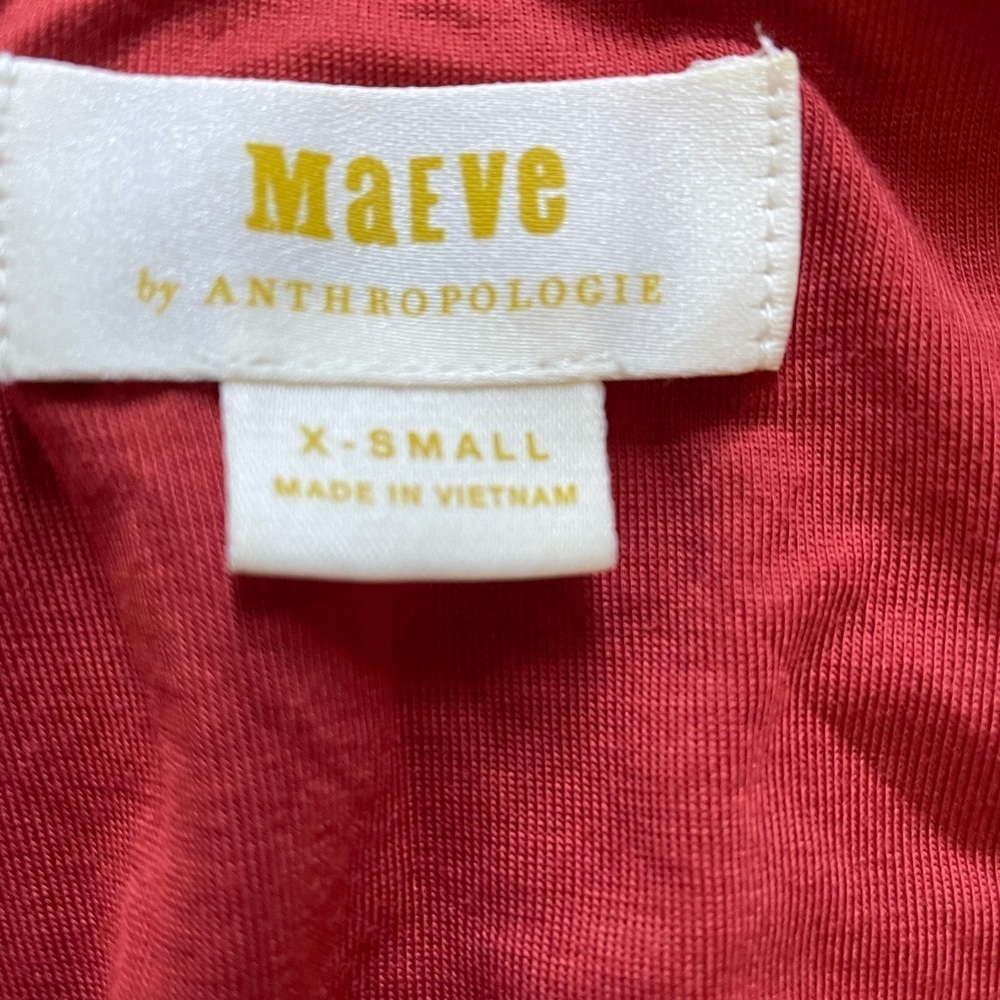 MaEVe
by ANTHROPOLOGIE
X-SMALL
MADE IN VIETNAM